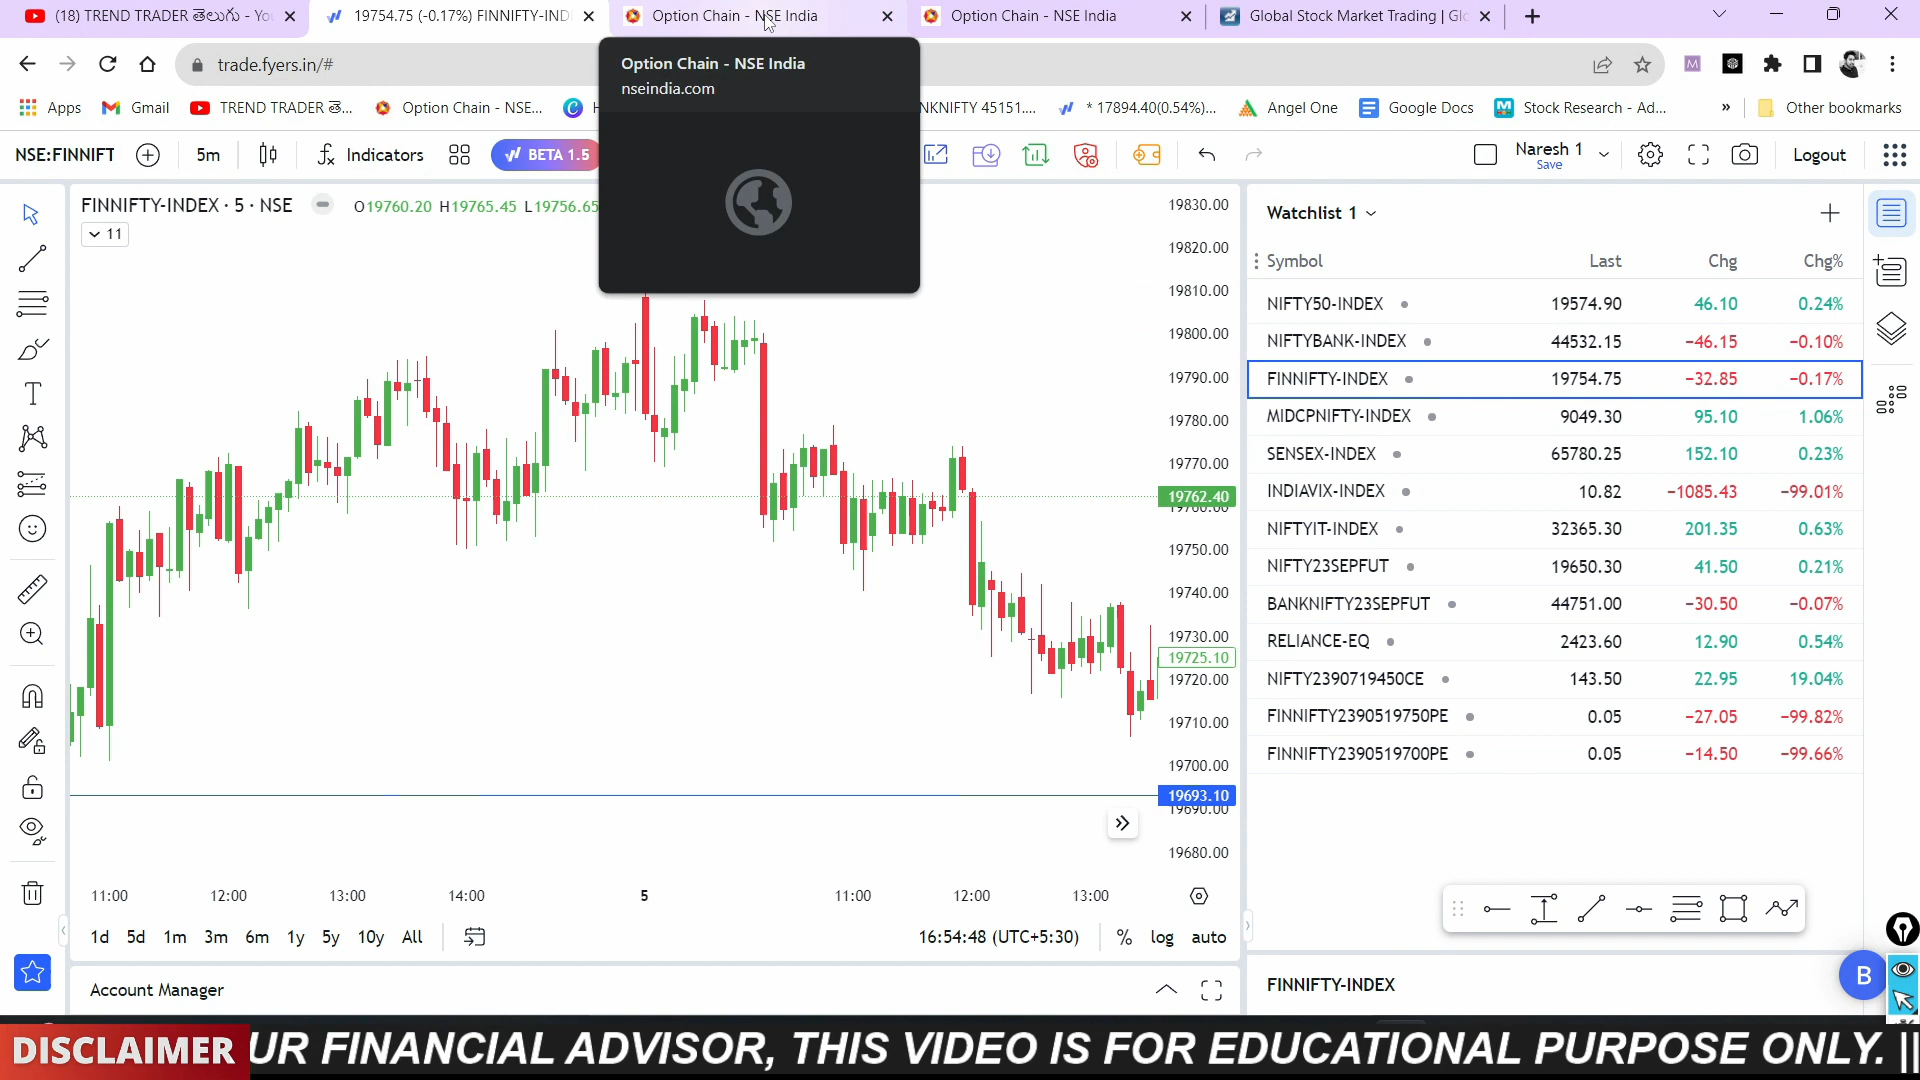 (18) TREND TRADER తెలుగు - Yo
19754.75 (-0.17%) FINNIFTY-IND
Option Chain - NSE India
Option Chain - NSE India
Global Stock Market Trading | Glo
trade.fyers.in/#
Option Chain - NSE India
nseindia.com
Apps
Gmail
TREND TRADER తె...
Option Chain - NSE...
NKNIFTY 45151....
* 17894.40(0.54%)...
Angel One
Google Docs
Stock Research - Ad...
»
Other bookmarks
NSE:FINNIFT
5m
Indicators
BETA 1.5
Naresh 1
Save
Logout
FINNIFTY-INDEX · 5 · NSE
O19760.20 H19765.45 L19756.65
11
19830.00
19820.00
19810.00
19800.00
19790.00
19780.00
19770.00
19762.40
19760.00
19750.00
19740.00
19730.00
19725.10
19720.00
19710.00
19700.00
19693.10
19690.00
19680.00
11:00 12:00 13:00 14:00 5 11:00 12:00 13:00
1d 5d 1m 3m 6m 1y 5y 10y All
16:54:48 (UTC+5:30) % log auto
Account Manager
Watchlist 1
Symbol Last Chg Chg%
NIFTY50-INDEX 19574.90 46.10 0.24%
NIFTYBANK-INDEX 44532.15 −46.15 −0.10%
FINNIFTY-INDEX 19754.75 −32.85 −0.17%
MIDCPNIFTY-INDEX 9049.30 95.10 1.06%
SENSEX-INDEX 65780.25 152.10 0.23%
INDIAVIX-INDEX 10.82 −1085.43 −99.01%
NIFTYIT-INDEX 32365.30 201.35 0.63%
NIFTY23SEPFUT 19650.30 41.50 0.21%
BANKNIFTY23SEPFUT 44751.00 −30.50 −0.07%
RELIANCE-EQ 2423.60 12.90 0.54%
NIFTY2390719450CE 143.50 22.95 19.04%
FINNIFTY2390519750PE 0.05 −27.05 −99.82%
FINNIFTY2390519700PE 0.05 −14.50 −99.66%
FINNIFTY-INDEX
B
DISCLAIMER
UR FINANCIAL ADVISOR, THIS VIDEO IS FOR EDUCATIONAL PURPOSE ONLY. ||